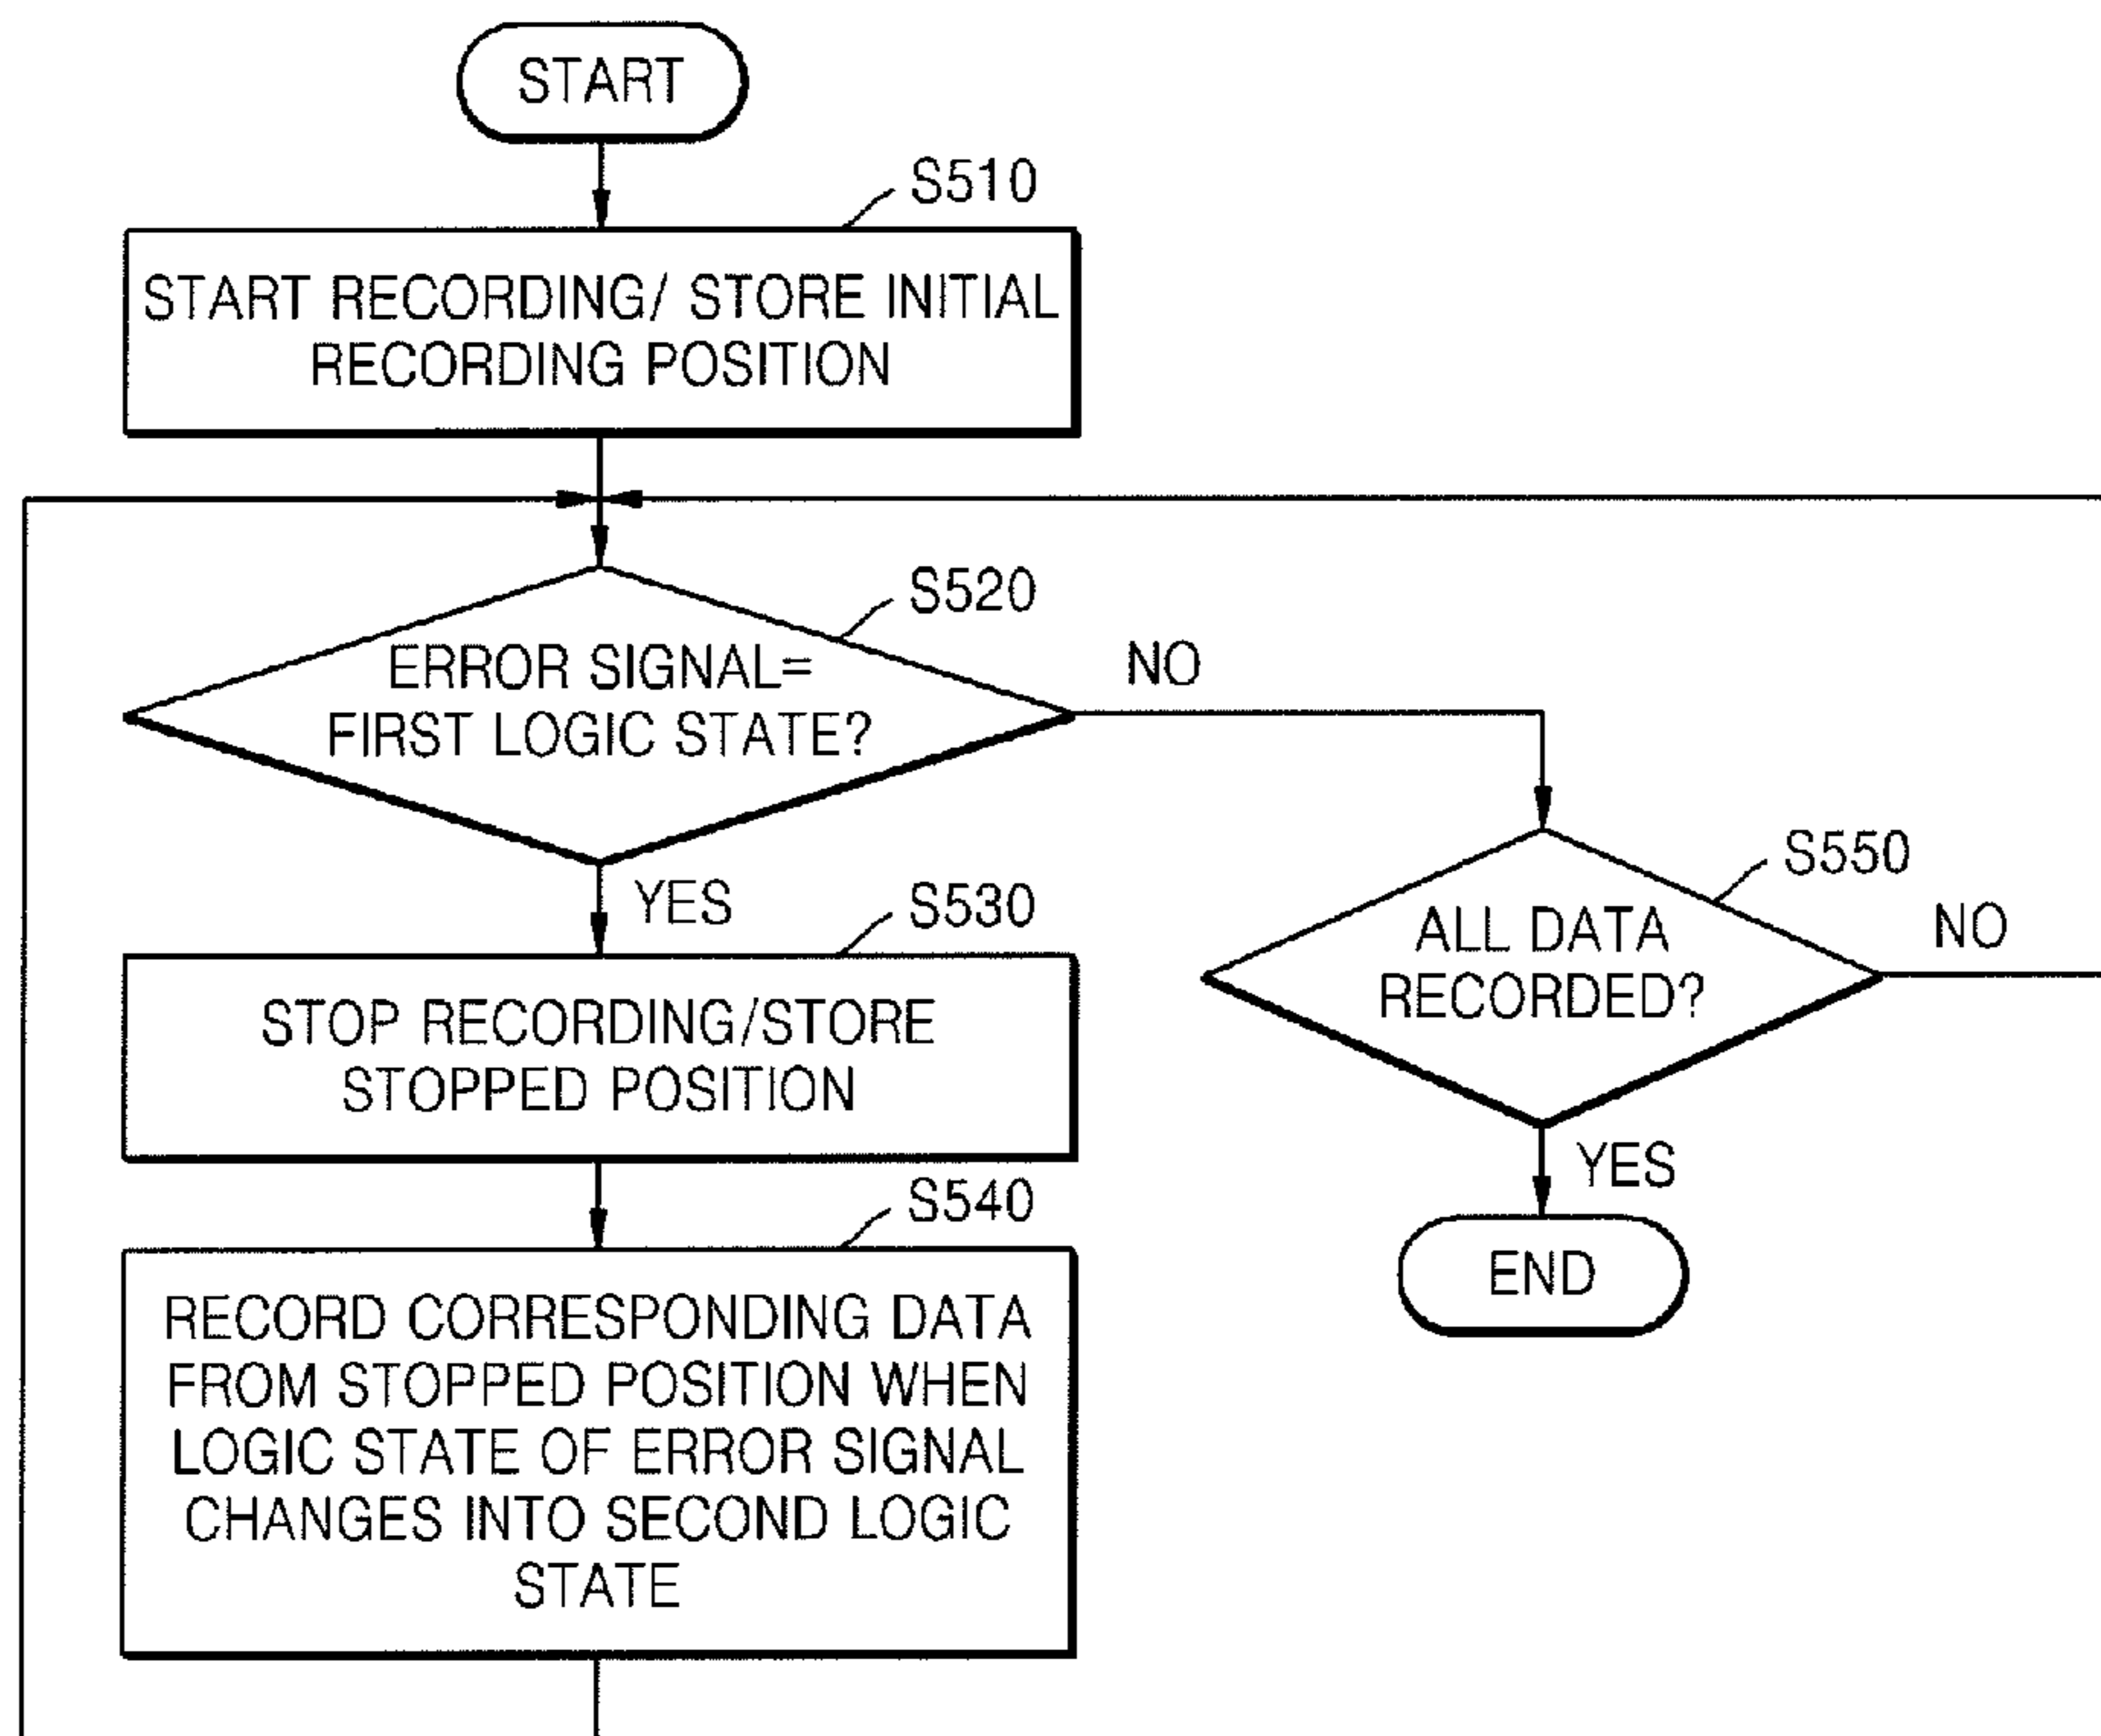 START
S510
START RECORDING/ STORE INITIAL
RECORDING POSITION
S520
ERROR SIGNAL=
FIRST LOGIC STATE?
NO
YES
S530
STOP RECORDING/STORE
STOPPED POSITION
S540
RECORD CORRESPONDING DATA
FROM STOPPED POSITION WHEN
LOGIC STATE OF ERROR SIGNAL
CHANGES INTO SECOND LOGIC
STATE
S550
ALL DATA
RECORDED?
NO
YES
END